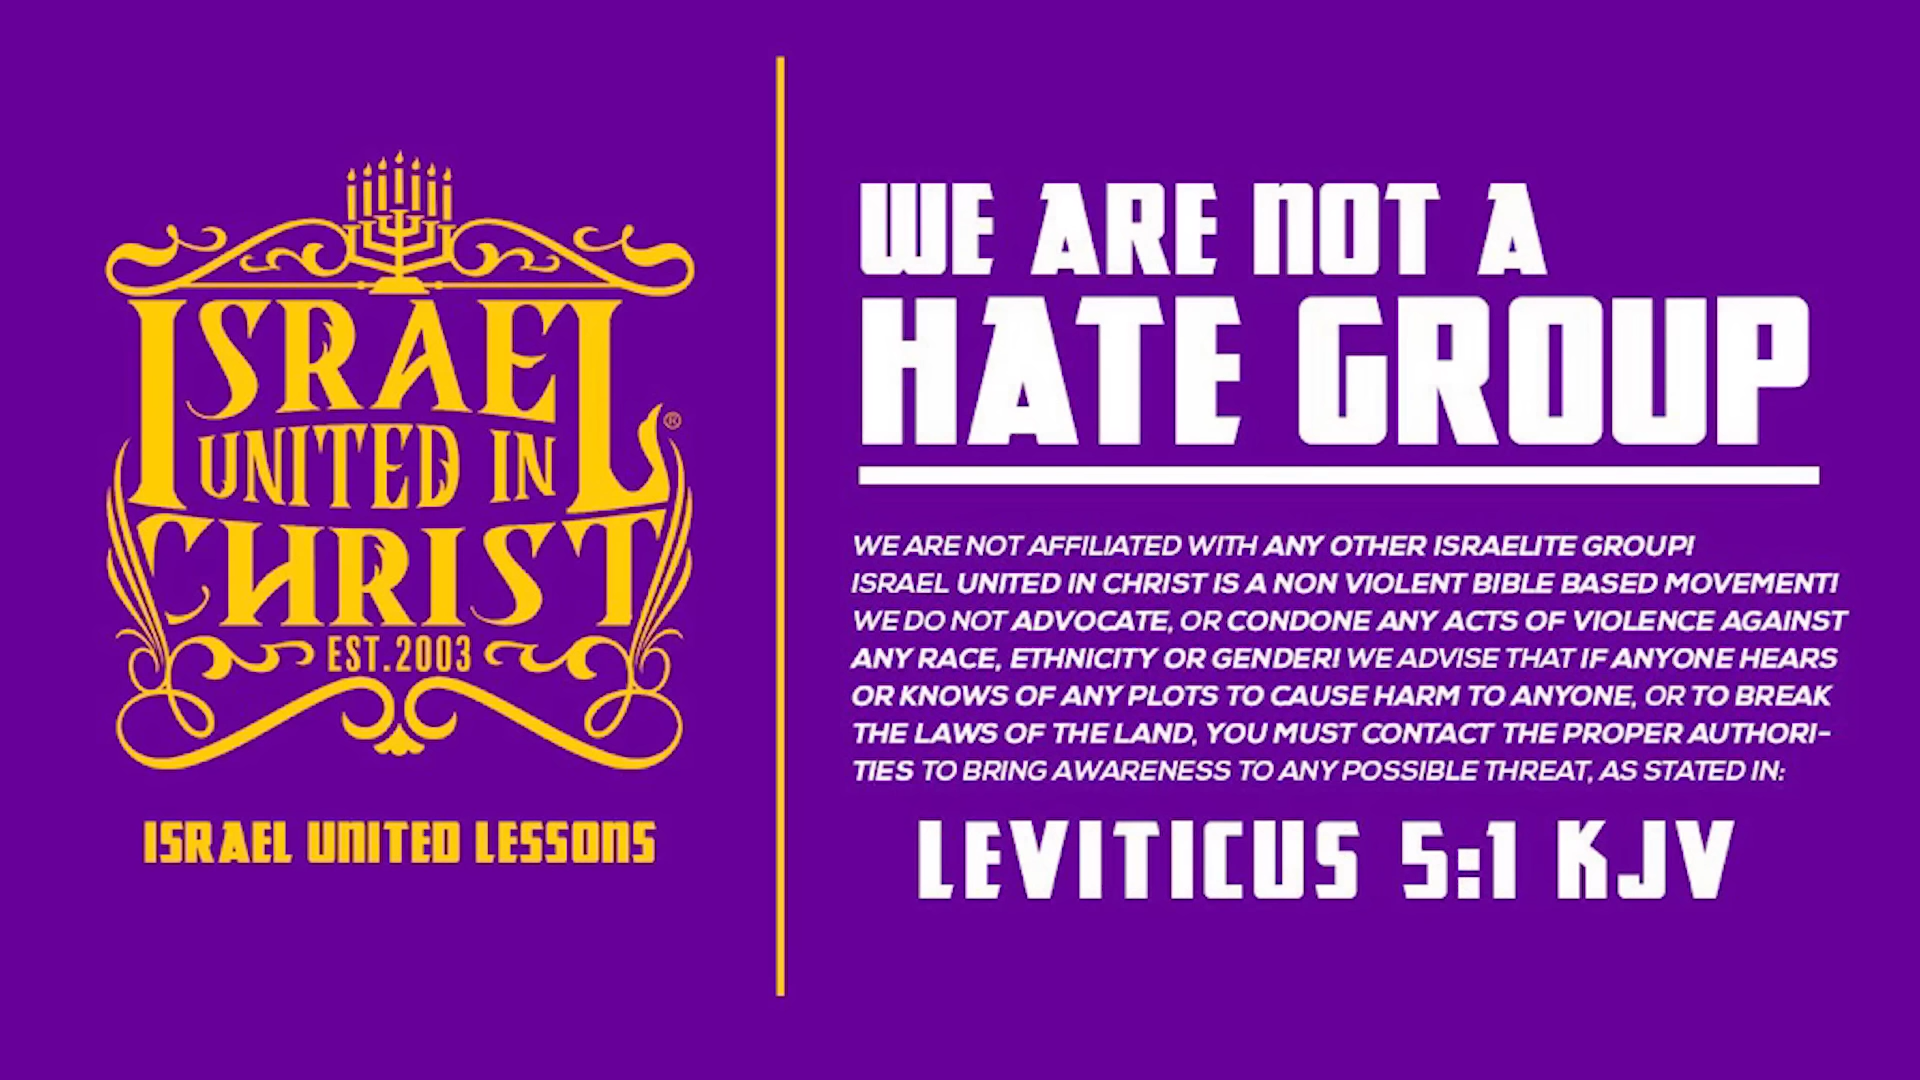 ISRAEL
UNITED IN
CHRIST
®
EST.2003
ISRAEL UNITED LESSONS
WE ARE NOT A
HATE GROUP
WE ARE NOT AFFILIATED WITH ANY OTHER ISRAELITE GROUP!
ISRAEL UNITED IN CHRIST IS A NON VIOLENT BIBLE BASED MOVEMENT!
WE DO NOT ADVOCATE, OR CONDONE ANY ACTS OF VIOLENCE AGAINST
ANY RACE, ETHNICITY OR GENDER! WE ADVISE THAT IF ANYONE HEARS
OR KNOWS OF ANY PLOTS TO CAUSE HARM TO ANYONE, OR TO BREAK
THE LAWS OF THE LAND, YOU MUST CONTACT THE PROPER AUTHORI-
TIES TO BRING AWARENESS TO ANY POSSIBLE THREAT, AS STATED IN:
LEVITICUS 5:1 KJV